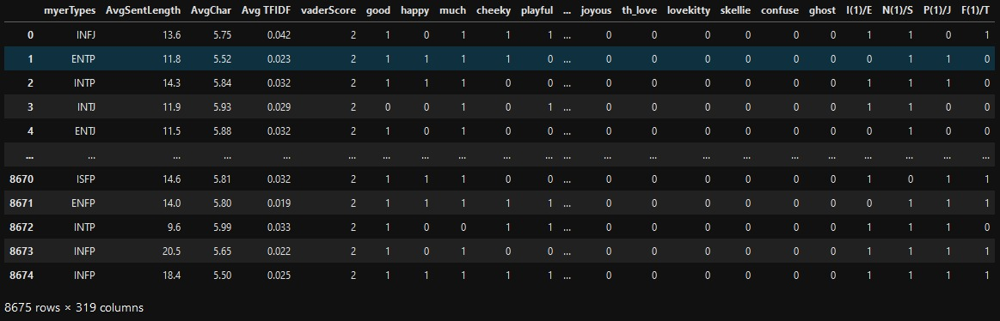 myerTypes AvgSentLength AvgChar Avg TFIDF vaderScore good happy much cheeky playful ... joyous th_love lovekitty skellie confuse ghost I(1)/E N(1)/S P(1)/J F(1)/T
0 INFJ 13.6 5.75 0.042 2 1 0 1 1 1 ... 0 0 0 0 0 0 1 1 0 1
1 ENTP 11.8 5.52 0.023 2 1 1 1 1 0 ... 0 0 0 0 0 0 0 1 1 0
2 INTP 14.3 5.84 0.032 2 1 1 1 0 0 ... 0 0 0 0 0 0 1 1 1 0
3 INTJ 11.9 5.93 0.029 2 0 0 1 0 1 ... 0 0 0 0 0 0 1 1 0 0
4 ENTJ 11.5 5.88 0.032 2 1 0 1 0 0 ... 0 0 0 0 0 0 0 1 0 0
... ... ... ... ... ... ... ... ... ... ... ... ... ... ... ... ... ... ... ... ... ...
8670 ISFP 14.6 5.81 0.032 2 1 1 1 0 0 ... 0 0 0 0 0 0 1 0 1 1
8671 ENFP 14.0 5.80 0.019 2 1 1 1 1 1 ... 0 0 0 0 0 0 0 1 1 1
8672 INTP 9.6 5.99 0.033 2 1 0 0 1 1 ... 0 0 0 0 0 0 1 1 1 0
8673 INFP 20.5 5.65 0.022 2 1 0 1 0 0 ... 0 0 0 0 0 0 1 1 1 1
8674 INFP 18.4 5.50 0.025 2 1 1 1 1 1 ... 0 0 0 0 0 0 1 1 1 1
8675 rows × 319 columns